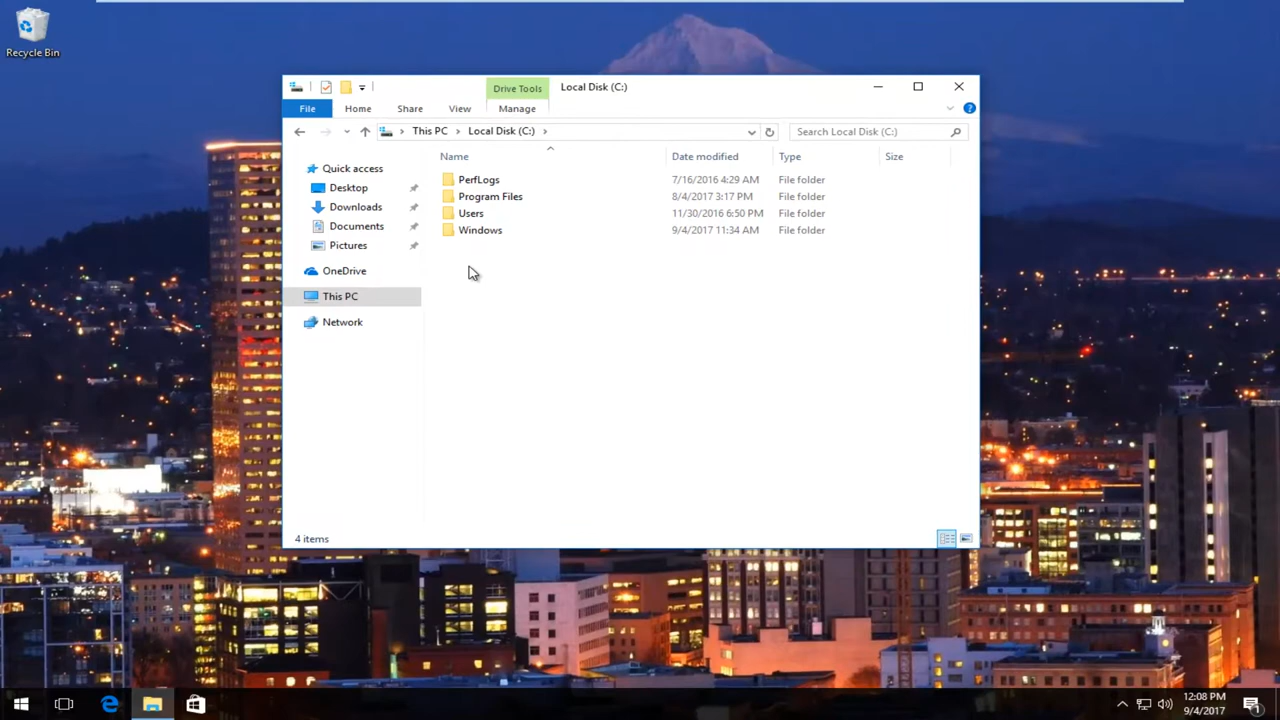 Recycle Bin
Drive Tools
Local Disk (C:)
File
Home
Share
View
Manage
This PC
Local Disk (C:)
Search Local Disk (C:)
Quick access
Desktop
Downloads
Documents
Pictures
OneDrive
This PC
Network
Name Date modified Type Size
PerfLogs 7/16/2016 4:29 AM File folder
Program Files 8/4/2017 3:17 PM File folder
Users 11/30/2016 6:50 PM File folder
Windows 9/4/2017 11:34 AM File folder
4 items
12:08 PM
9/4/2017
1